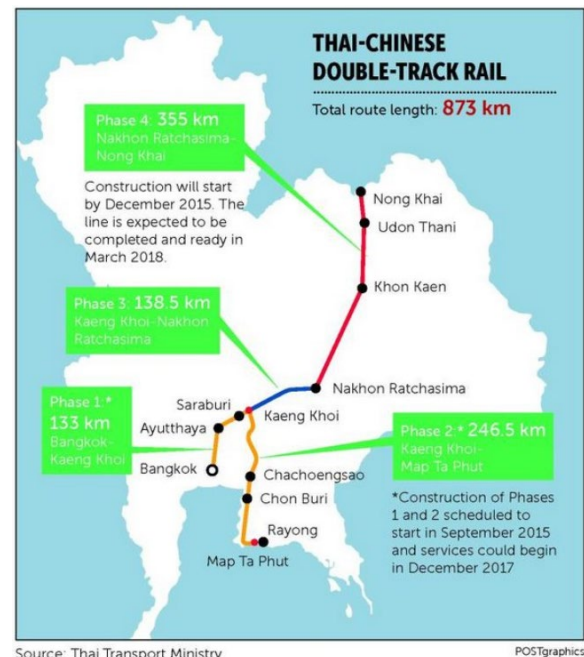 THAI-CHINESE
DOUBLE-TRACK RAIL
Total route length: 873 km
Phase 4: 355 km
Nakhon Ratchasima-
Nong Khai
Construction will start
by December 2015. The
line is expected to be
completed and ready in
March 2018.
Nong Khai
Udon Thani
Khon Kaen
Phase 3: 138.5 km
Kaeng Khoi-Nakhon
Ratchasima
Nakhon Ratchasima
Phase 1:*
133 km
Bangkok-
Kaeng Khoi
Saraburi
Kaeng Khoi
Ayutthaya
Bangkok
Phase 2:* 246.5 km
Kaeng Khoi-
Map Ta Phut
Chachoengsao
Chon Buri
Rayong
Map Ta Phut
*Construction of Phases
1 and 2 scheduled to
start in September 2015
and services could begin
in December 2017
Source: Thai Transport Ministry
POSTgraphics